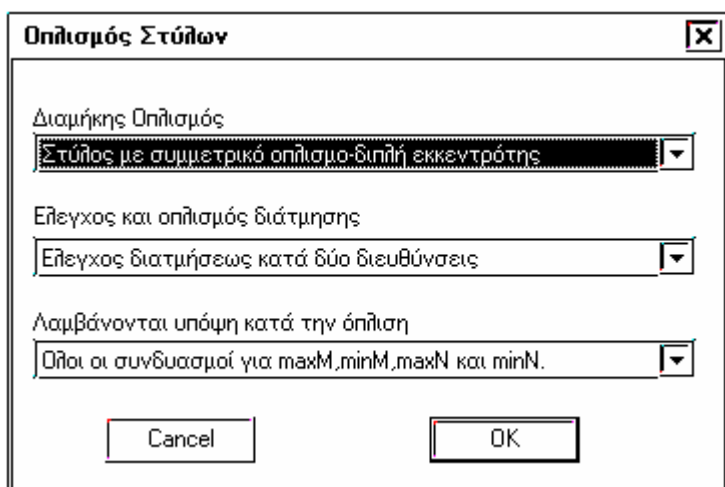 Οπλισμός Στύλων
Διαμήκης Οπλισμός
Στύλος με συμμετρικό οπλισμο-διπλή εκκεντρότης
Ελεγχος και οπλισμός διάτμησης
Ελεγχος διατμήσεως κατά δύο διευθύνσεις
Λαμβάνονται υπόψη κατά την όπλιση
Ολοι οι συνδυασμοί για maxM,minM,maxN και minN.
Cancel OK